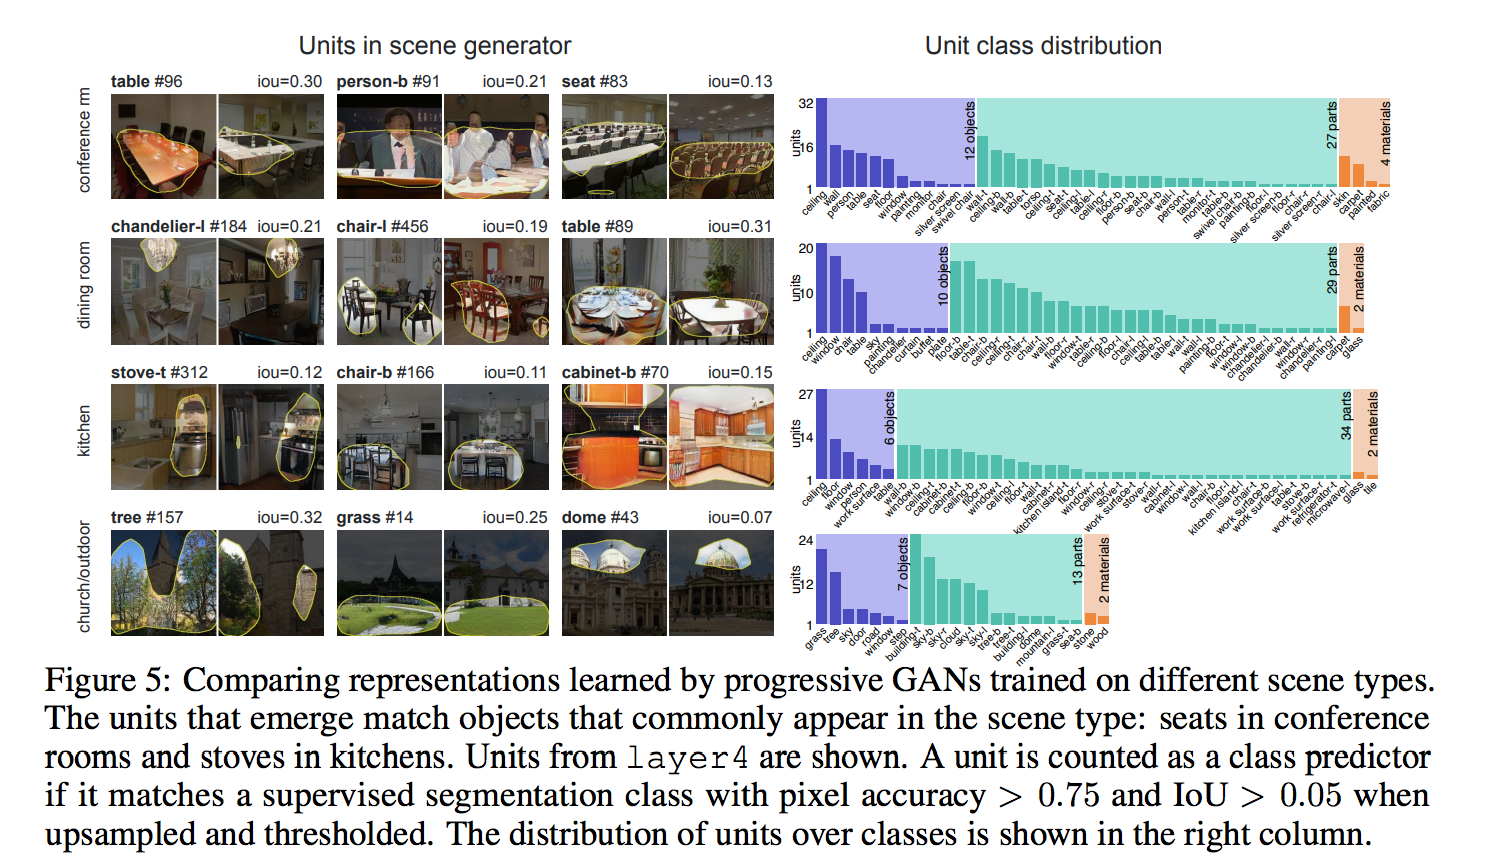 Units in scene generator
Unit class distribution
conference rm
table #96 iou=0.30
person-b #91 iou=0.21
seat #83 iou=0.13
units
32
16
1
12 objects
27 parts
4 materials
ceiling
wall
person
table
seat
floor
window
painting
monitor
chair
silver screen
swivel chair
wall-t
ceiling-b
wall-b
table-t
torso
ceiling-t
seat-t
ceiling-l
table-l
floor-b
person-b
seat-b
chair-b
wall-l
person-t
table-r
monitor-t
table-b
swivel chair-b
painting-b
floor-l
silver screen-b
floor-r
chair-r
silver screen-r
chair-l
skin
carpet
painted
fabric
dining room
chandelier-l #184 iou=0.21
chair-l #456 iou=0.19
table #89 iou=0.31
units
20
10
1
10 objects
29 parts
2 materials
ceiling
window
chair
table
sky
painting
chandelier
curtain
buffet
plate
floor-b
table-t
chair-b
chair-r
chair-t
wall-b
floor-r
table-r
ceiling-b
floor-l
chair-l
ceiling-l
table-b
table-l
wall-t
wall-l
painting-b
floor-t
window-l
window-b
chandelier-l
chandelier-b
wall-r
window-r
painting-l
carpet
glass
kitchen
stove-t #312 iou=0.12
chair-b #166 iou=0.11
cabinet-b #70 iou=0.15
units
27
14
1
6 objects
34 parts
2 materials
ceiling
floor
window
person
work surface
table
wall-b
window-b
ceiling-t
cabinet-b
cabinet-t
ceiling-b
floor-b
window-t
ceiling-l
floor-t
wall-t
cabinet-r
floor-r
ceiling-r
stove-t
stove-r
wall-r
cabinet-l
window-l
wall-l
chair-b
floor-l
kitchen island-l
chair-t
work surface-b
work surface-l
table-t
stove-b
work surface-r
glass
tile
church/outdoor
tree #157 iou=0.32
grass #14 iou=0.25
dome #43 iou=0.07
units
24
12
1
7 objects
13 parts
2 materials
grass
tree
sky
door
road
window
step
building-t
sky-b
sky-r
cloud
sky-t
sky-l
tree-b
tree-t
building-l
dome
mountain-l
grass-t
sea-b
stone
wood
Figure 5: Comparing representations learned by progressive GANs trained on different scene types.
The units that emerge match objects that commonly appear in the scene type: seats in conference
rooms and stoves in kitchens. Units from layer4 are shown. A unit is counted as a class predictor
if it matches a supervised segmentation class with pixel accuracy > 0.75 and IoU > 0.05 when
upsampled and thresholded. The distribution of units over classes is shown in the right column.